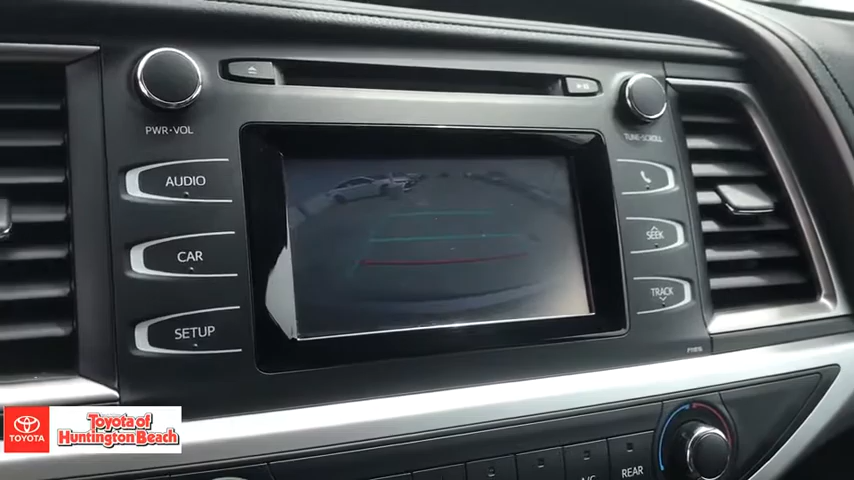 PWR•VOL
TUNE•SCROLL
AUDIO
CAR
SEEK
SETUP
TRACK
TOYOTA
Toyota of
Huntington Beach
A/C
REAR